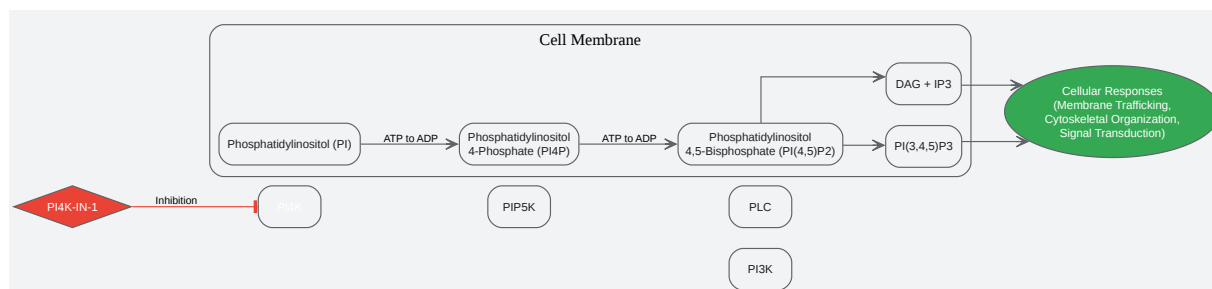 Cell Membrane
DAG + IP3
Cellular Responses
(Membrane Trafficking,
Cytoskeletal Organization,
Signal Transduction)
Phosphatidylinositol (PI)
ATP to ADP
Phosphatidylinositol
4-Phosphate (PI4P)
ATP to ADP
Phosphatidylinositol
4,5-Bisphosphate (PI(4,5)P2)
PI(3,4,5)P3
PI4K-IN-1
Inhibition
PI4K
PIP5K
PLC
PI3K